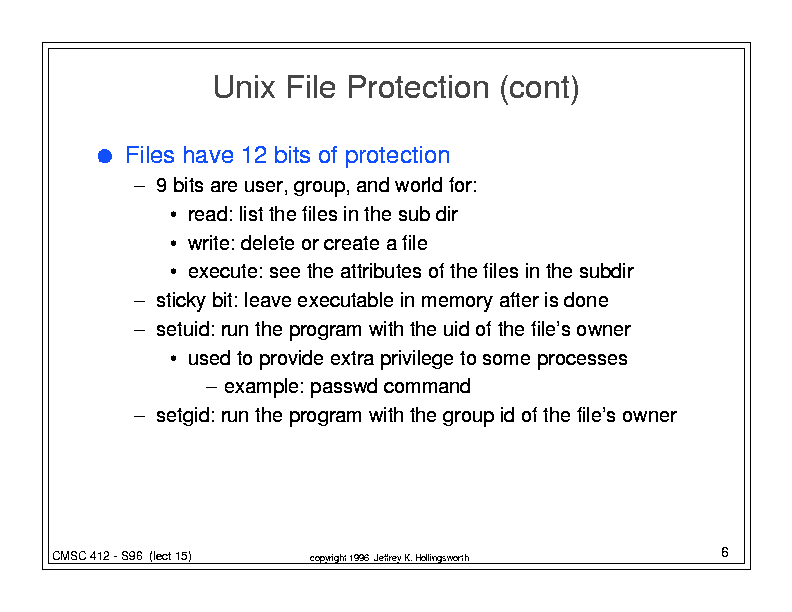 Unix File Protection (cont)
● Files have 12 bits of protection
– 9 bits are user, group, and world for:
• read: list the files in the sub dir
• write: delete or create a file
• execute: see the attributes of the files in the subdir
– sticky bit: leave executable in memory after is done
– setuid: run the program with the uid of the file’s owner
• used to provide extra privilege to some processes
– example: passwd command
– setgid: run the program with the group id of the file’s owner
CMSC 412 - S96 (lect 15)
copyright 1996 Jeffrey K. Hollingsworth
6